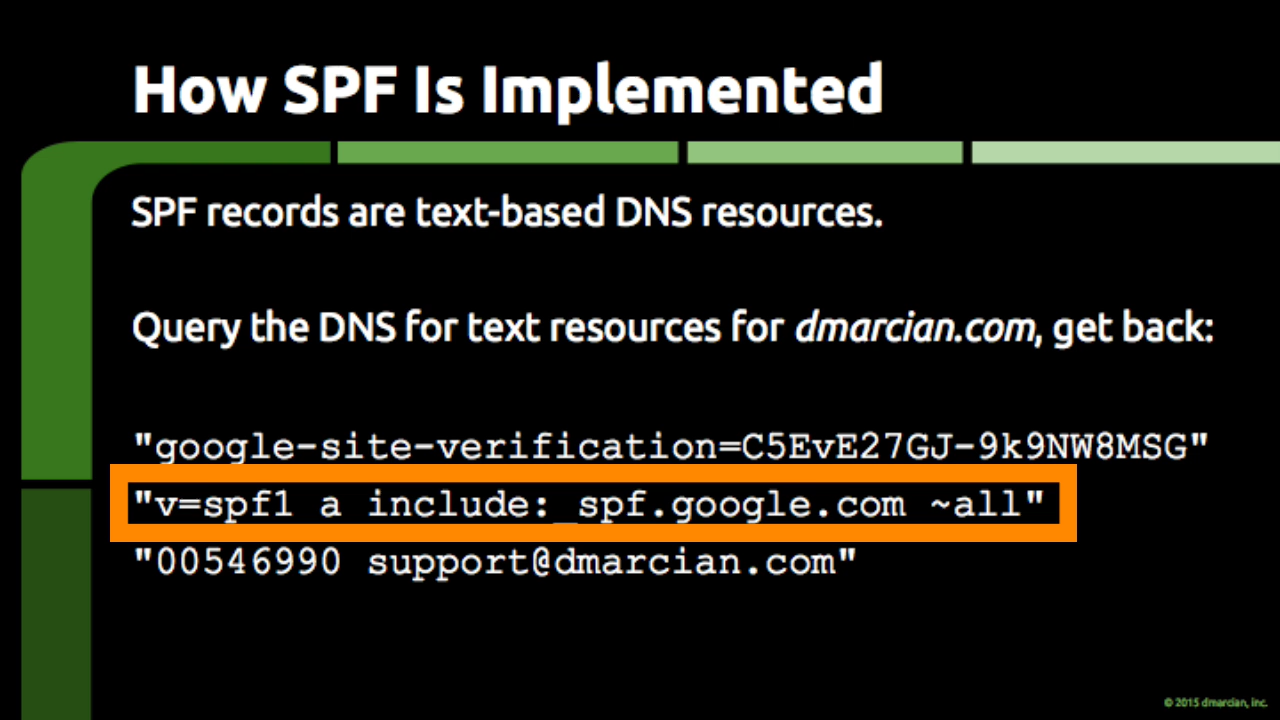 How SPF Is Implemented
SPF records are text-based DNS resources.
Query the DNS for text resources for dmarcian.com, get back:
"google-site-verification=C5EvE27GJ-9k9NW8MSG"
"v=spf1 a include:_spf.google.com ~all"
"00546990 support@dmarcian.com"
© 2015 dmarcian, inc.